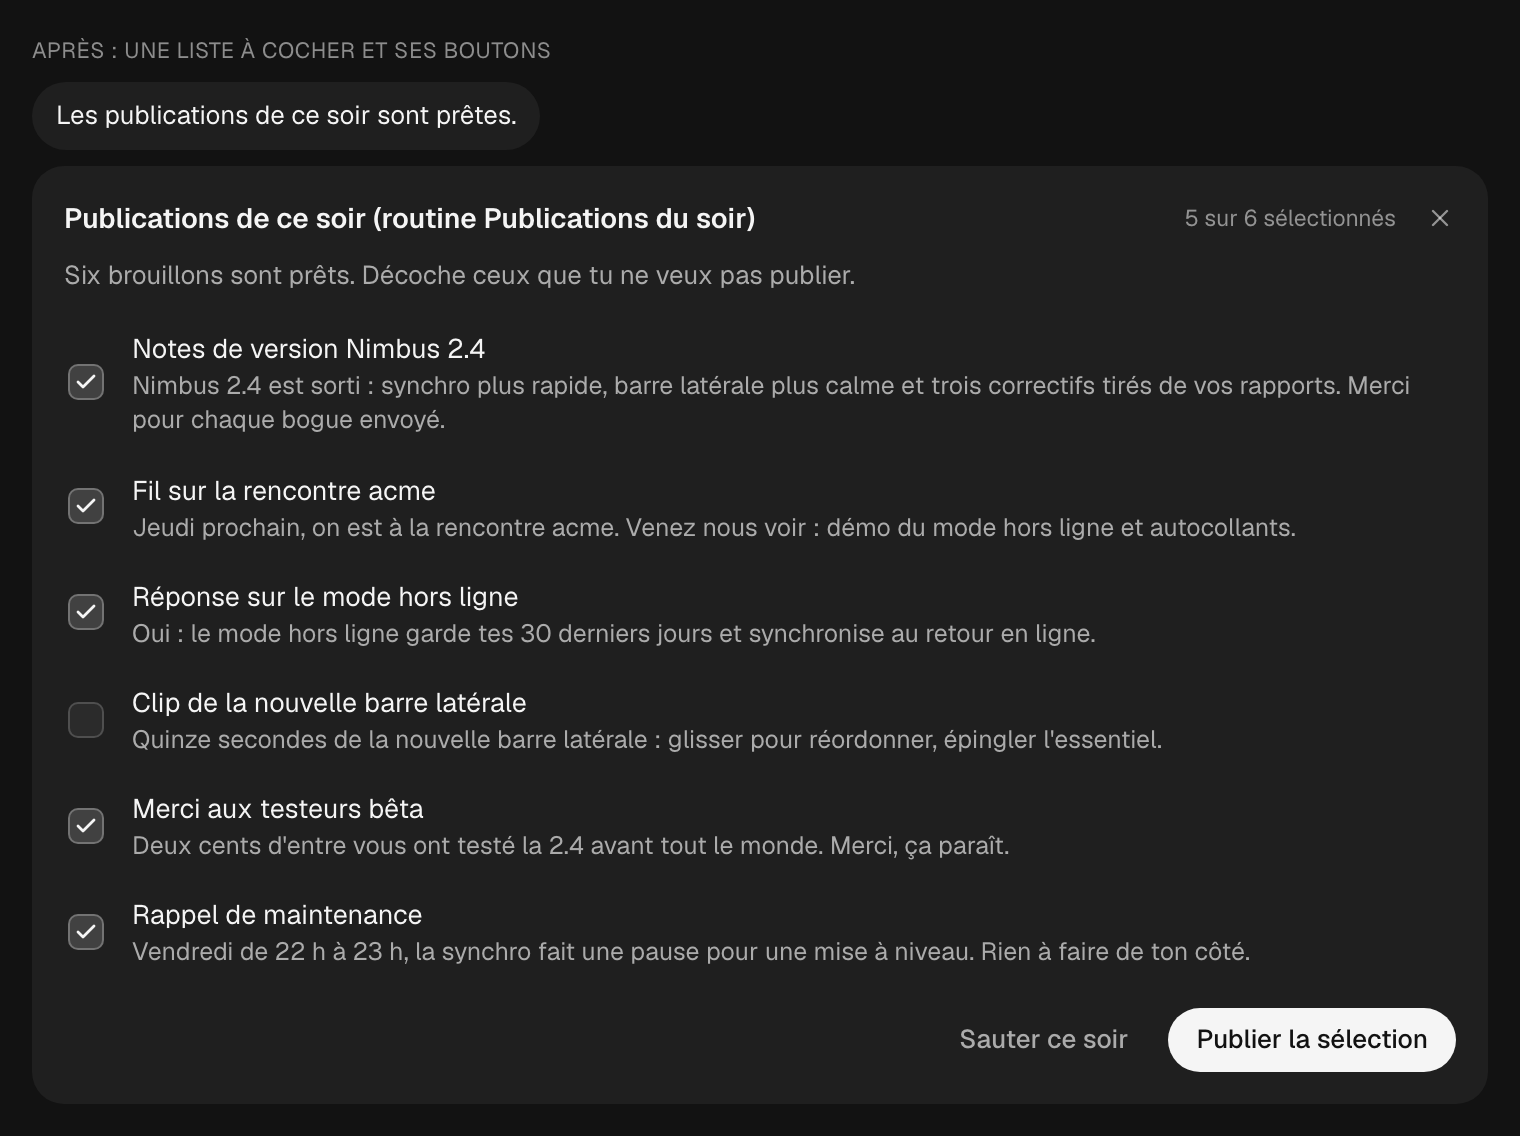 APRÈS : UNE LISTE À COCHER ET SES BOUTONS
Les publications de ce soir sont prêtes.
Publications de ce soir (routine Publications du soir)
5 sur 6 sélectionnés
Six brouillons sont prêts. Décoche ceux que tu ne veux pas publier.
Notes de version Nimbus 2.4
Nimbus 2.4 est sorti : synchro plus rapide, barre latérale plus calme et trois correctifs tirés de vos rapports. Merci
pour chaque bogue envoyé.
Fil sur la rencontre acme
Jeudi prochain, on est à la rencontre acme. Venez nous voir : démo du mode hors ligne et autocollants.
Réponse sur le mode hors ligne
Oui : le mode hors ligne garde tes 30 derniers jours et synchronise au retour en ligne.
Clip de la nouvelle barre latérale
Quinze secondes de la nouvelle barre latérale : glisser pour réordonner, épingler l'essentiel.
Merci aux testeurs bêta
Deux cents d'entre vous ont testé la 2.4 avant tout le monde. Merci, ça paraît.
Rappel de maintenance
Vendredi de 22 h à 23 h, la synchro fait une pause pour une mise à niveau. Rien à faire de ton côté.
Sauter ce soir
Publier la sélection